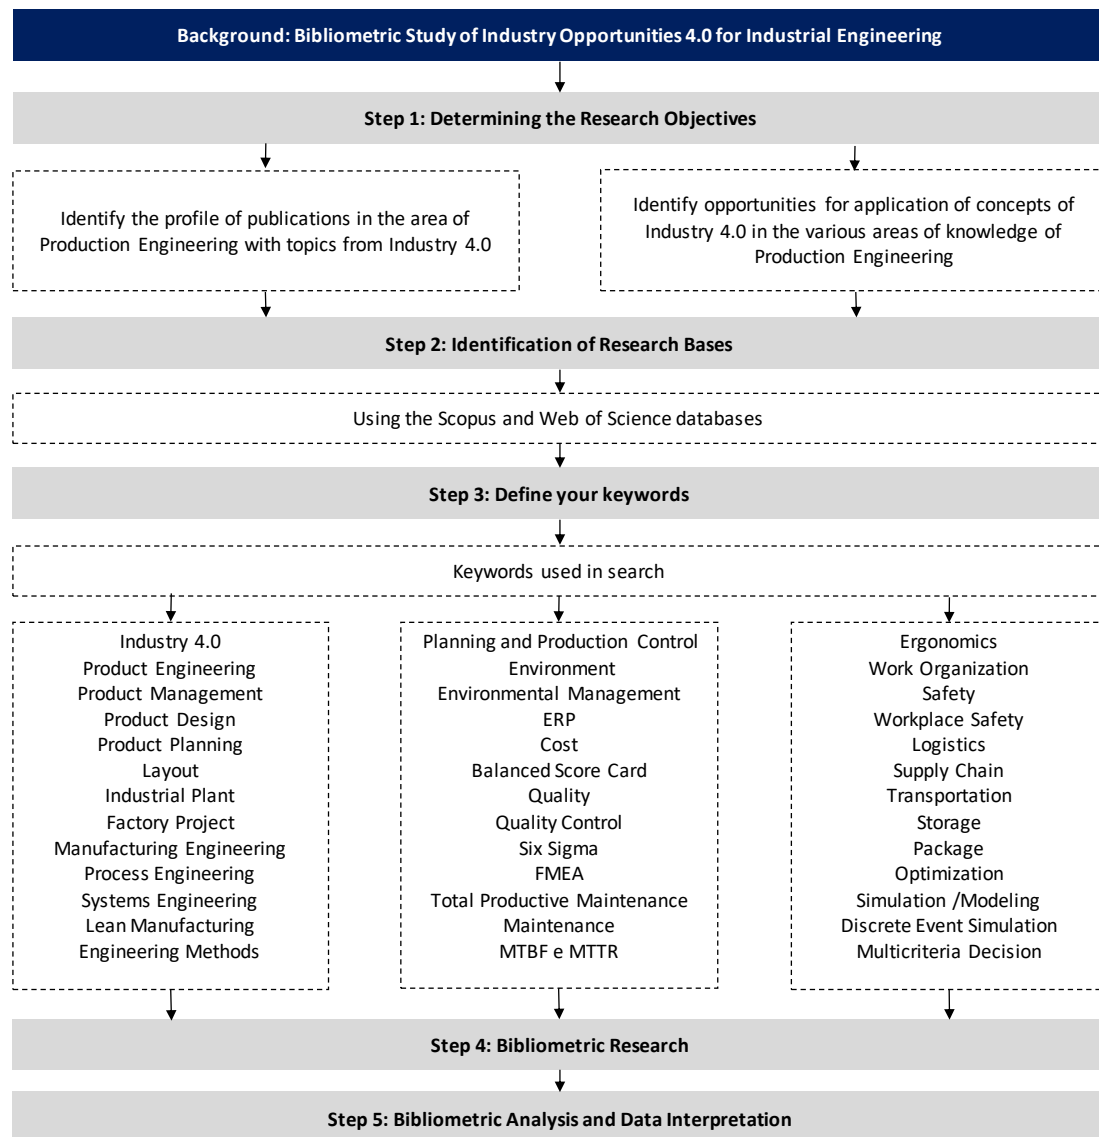 Background: Bibliometric Study of Industry Opportunities 4.0 for Industrial Engineering
Step 1: Determining the Research Objectives
Identify the profile of publications in the area of
Production Engineering with topics from Industry 4.0
Identify opportunities for application of concepts of
Industry 4.0 in the various areas of knowledge of
Production Engineering
Step 2: Identification of Research Bases
Using the Scopus and Web of Science databases
Step 3: Define your keywords
Keywords used in search
Industry 4.0
Product Engineering
Product Management
Product Design
Product Planning
Layout
Industrial Plant
Factory Project
Manufacturing Engineering
Process Engineering
Systems Engineering
Lean Manufacturing
Engineering Methods
Planning and Production Control
Environment
Environmental Management
ERP
Cost
Balanced Score Card
Quality
Quality Control
Six Sigma
FMEA
Total Productive Maintenance
Maintenance
MTBF e MTTR
Ergonomics
Work Organization
Safety
Workplace Safety
Logistics
Supply Chain
Transportation
Storage
Package
Optimization
Simulation /Modeling
Discrete Event Simulation
Multicriteria Decision
Step 4: Bibliometric Research
Step 5: Bibliometric Analysis and Data Interpretation